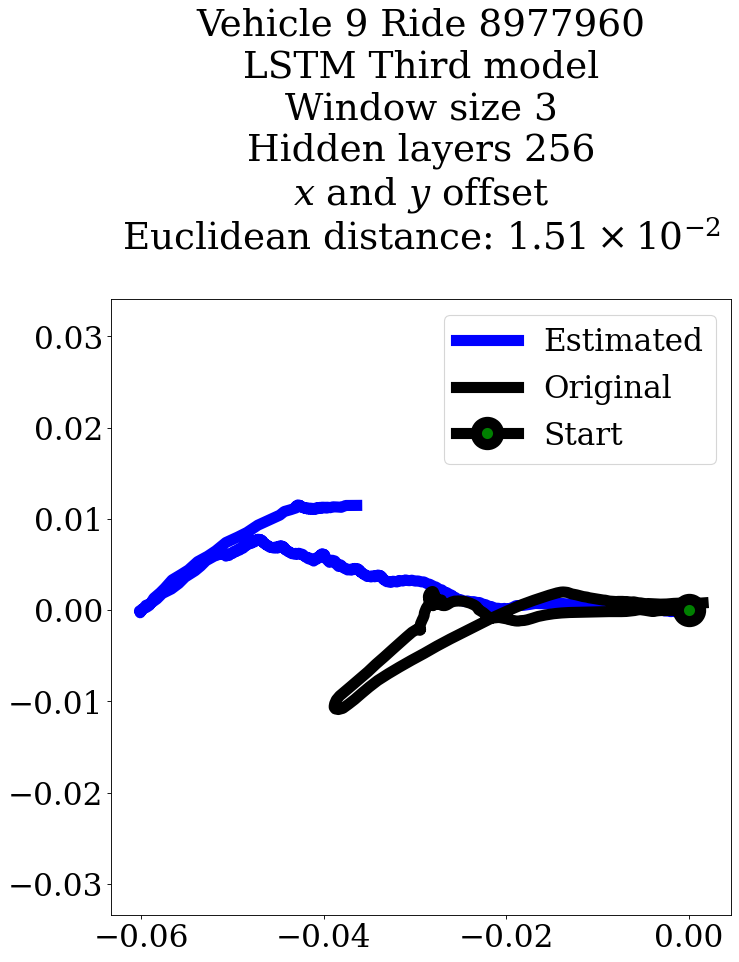 Vehicle 9 Ride 8977960
LSTM Third model
Window size 3
Hidden layers 256
x and y offset
Euclidean distance: 1.51 × 10⁻²
Estimated
Original
Start
0.03
0.02
0.01
0.00
−0.01
−0.02
−0.03
−0.06 −0.04 −0.02 0.00